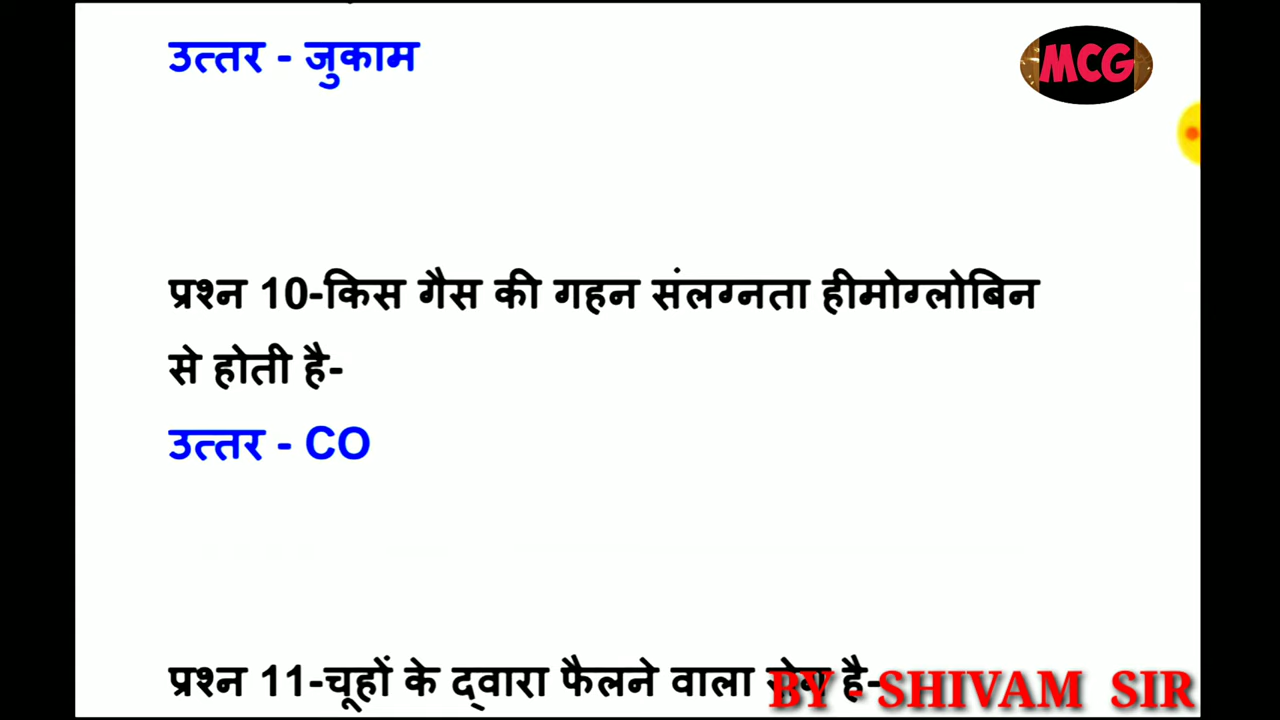 उत्तर - जुकाम
MCG
प्रश्न 10-किस गैस की गहन संलग्नता हीमोग्लोबिन
से होती है-
उत्तर - CO
प्रश्न 11-चूहों के द्वारा फैलने वाला रोग है-
BY - SHIVAM SIR